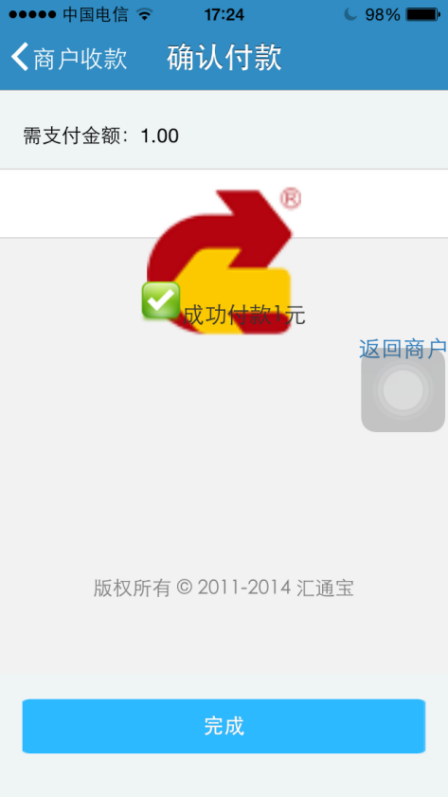 中国电信 17:24 98%
商户收款 确认付款
需支付金额：1.00
®
成功付款1元
返回商户
版权所有 © 2011-2014 汇通宝
完成